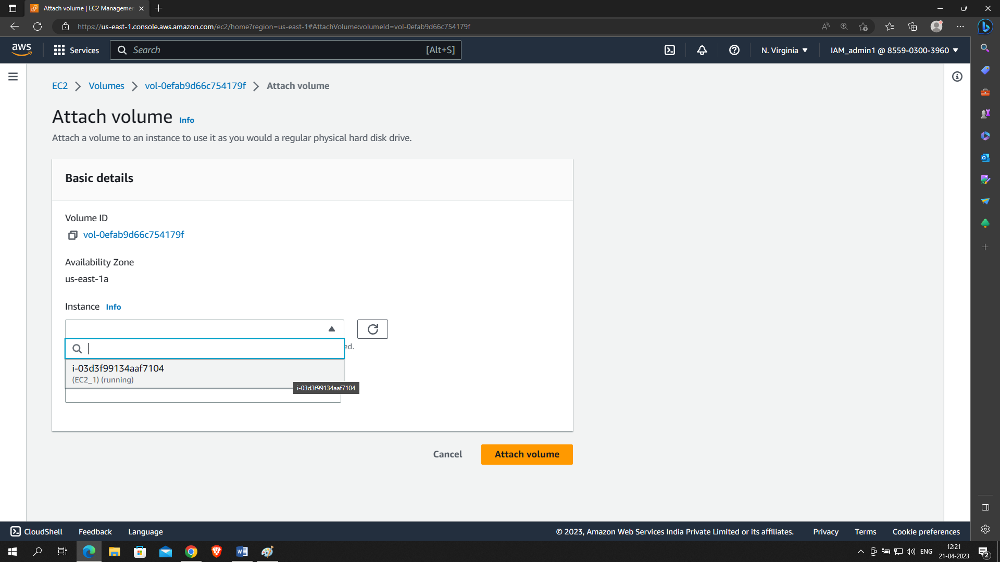 Attach volume | EC2 Managemen
https://us-east-1.console.aws.amazon.com/ec2/home?region=us-east-1#AttachVolume:volumeId=vol-0efab9d66c754179f
aws Services Search [Alt+S] N. Virginia ▼ IAM_admin1 @ 8559-0300-3960 ▼
EC2 > Volumes > vol-0efab9d66c754179f > Attach volume
Attach volume Info
Attach a volume to an instance to use it as you would a regular physical hard disk drive.
Basic details
Volume ID
vol-0efab9d66c754179f
Availability Zone
us-east-1a
Instance Info
ed.
i-03d3f99134aaf7104
(EC2_1) (running)
i-03d3f99134aaf7104
Cancel Attach volume
CloudShell Feedback Language © 2023, Amazon Web Services India Private Limited or its affiliates. Privacy Terms Cookie preferences
ENG 12:21
21-04-2023 2